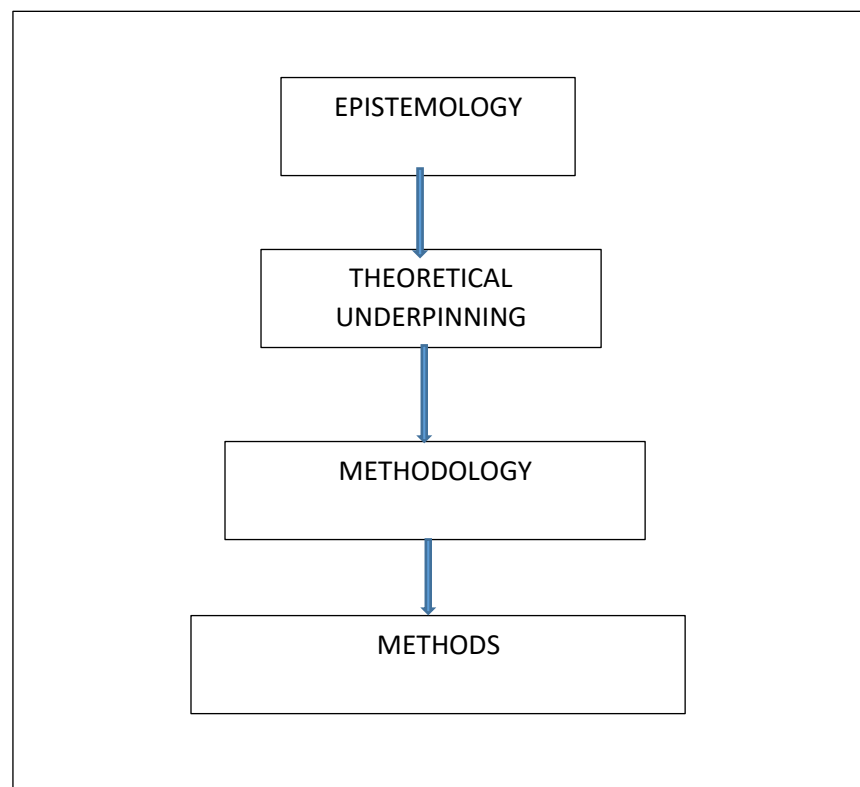 EPISTEMOLOGY
THEORETICAL
UNDERPINNING
METHODOLOGY
METHODS